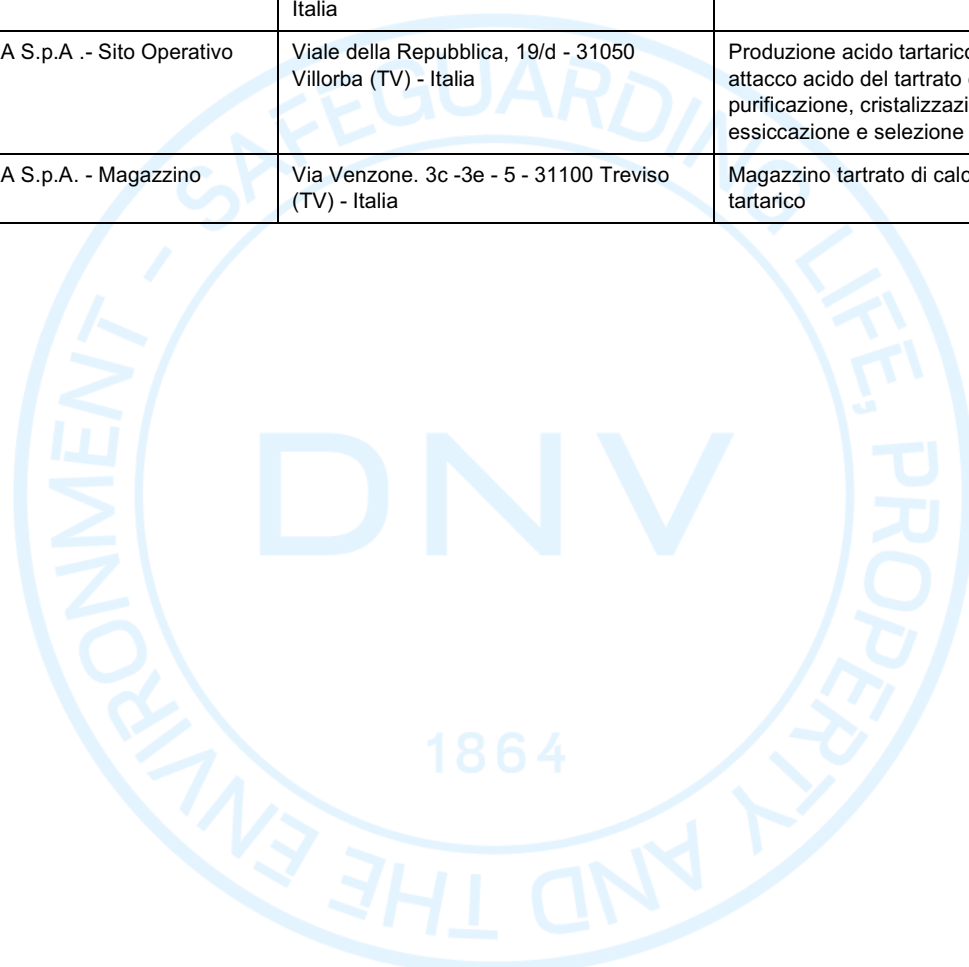 Italia
A S.p.A .- Sito Operativo
Viale della Repubblica, 19/d - 31050
Villorba (TV) - Italia
Produzione acido tartarico
attacco acido del tartrato
purificazione, cristalizzazi
essiccazione e selezione
A S.p.A. - Magazzino
Via Venzone. 3c -3e - 5 - 31100 Treviso
(TV) - Italia
Magazzino tartrato di calc
tartarico
SAFEGUARDING LIFE, PROPERTY AND THE ENVIRONMENT -
DNV
1864